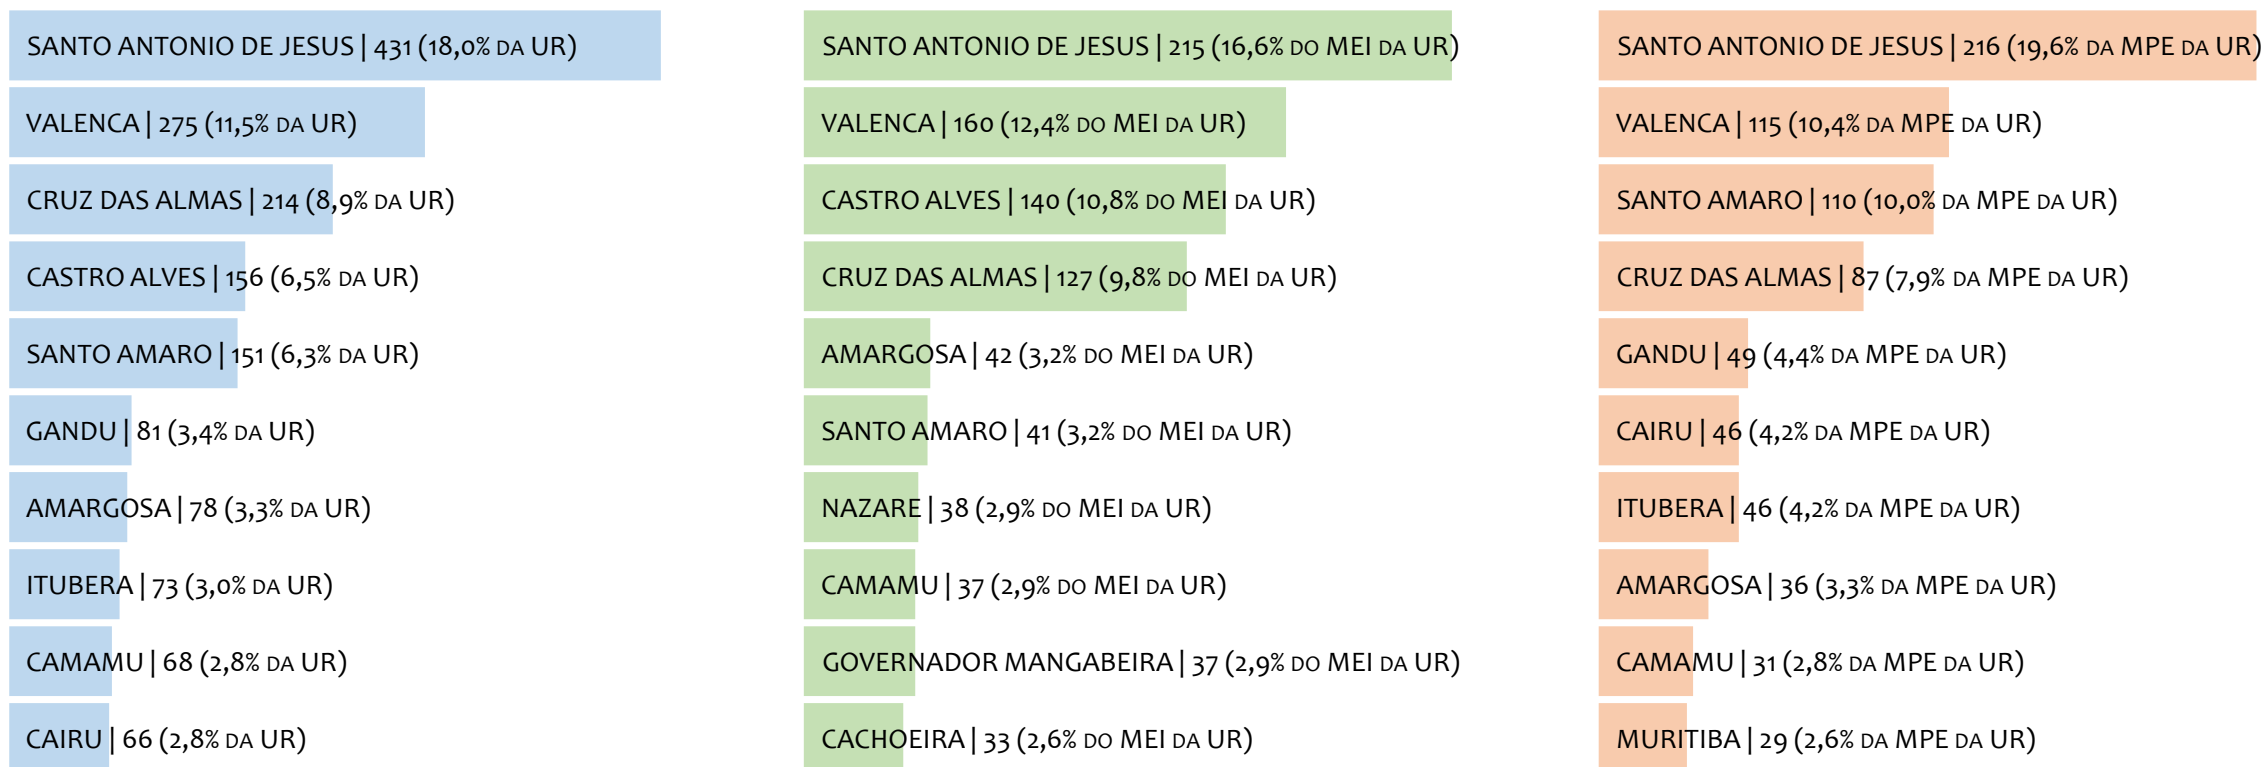 SANTO ANTONIO DE JESUS | 431 (18,0% DA UR)
VALENCA | 275 (11,5% DA UR)
CRUZ DAS ALMAS | 214 (8,9% DA UR)
CASTRO ALVES | 156 (6,5% DA UR)
SANTO AMARO | 151 (6,3% DA UR)
GANDU | 81 (3,4% DA UR)
AMARGOSA | 78 (3,3% DA UR)
ITUBERA | 73 (3,0% DA UR)
CAMAMU | 68 (2,8% DA UR)
CAIRU | 66 (2,8% DA UR)
SANTO ANTONIO DE JESUS | 215 (16,6% DO MEI DA UR)
VALENCA | 160 (12,4% DO MEI DA UR)
CASTRO ALVES | 140 (10,8% DO MEI DA UR)
CRUZ DAS ALMAS | 127 (9,8% DO MEI DA UR)
AMARGOSA | 42 (3,2% DO MEI DA UR)
SANTO AMARO | 41 (3,2% DO MEI DA UR)
NAZARE | 38 (2,9% DO MEI DA UR)
CAMAMU | 37 (2,9% DO MEI DA UR)
GOVERNADOR MANGABEIRA | 37 (2,9% DO MEI DA UR)
CACHOEIRA | 33 (2,6% DO MEI DA UR)
SANTO ANTONIO DE JESUS | 216 (19,6% DA MPE DA UR)
VALENCA | 115 (10,4% DA MPE DA UR)
SANTO AMARO | 110 (10,0% DA MPE DA UR)
CRUZ DAS ALMAS | 87 (7,9% DA MPE DA UR)
GANDU | 49 (4,4% DA MPE DA UR)
CAIRU | 46 (4,2% DA MPE DA UR)
ITUBERA | 46 (4,2% DA MPE DA UR)
AMARGOSA | 36 (3,3% DA MPE DA UR)
CAMAMU | 31 (2,8% DA MPE DA UR)
MURITIBA | 29 (2,6% DA MPE DA UR)